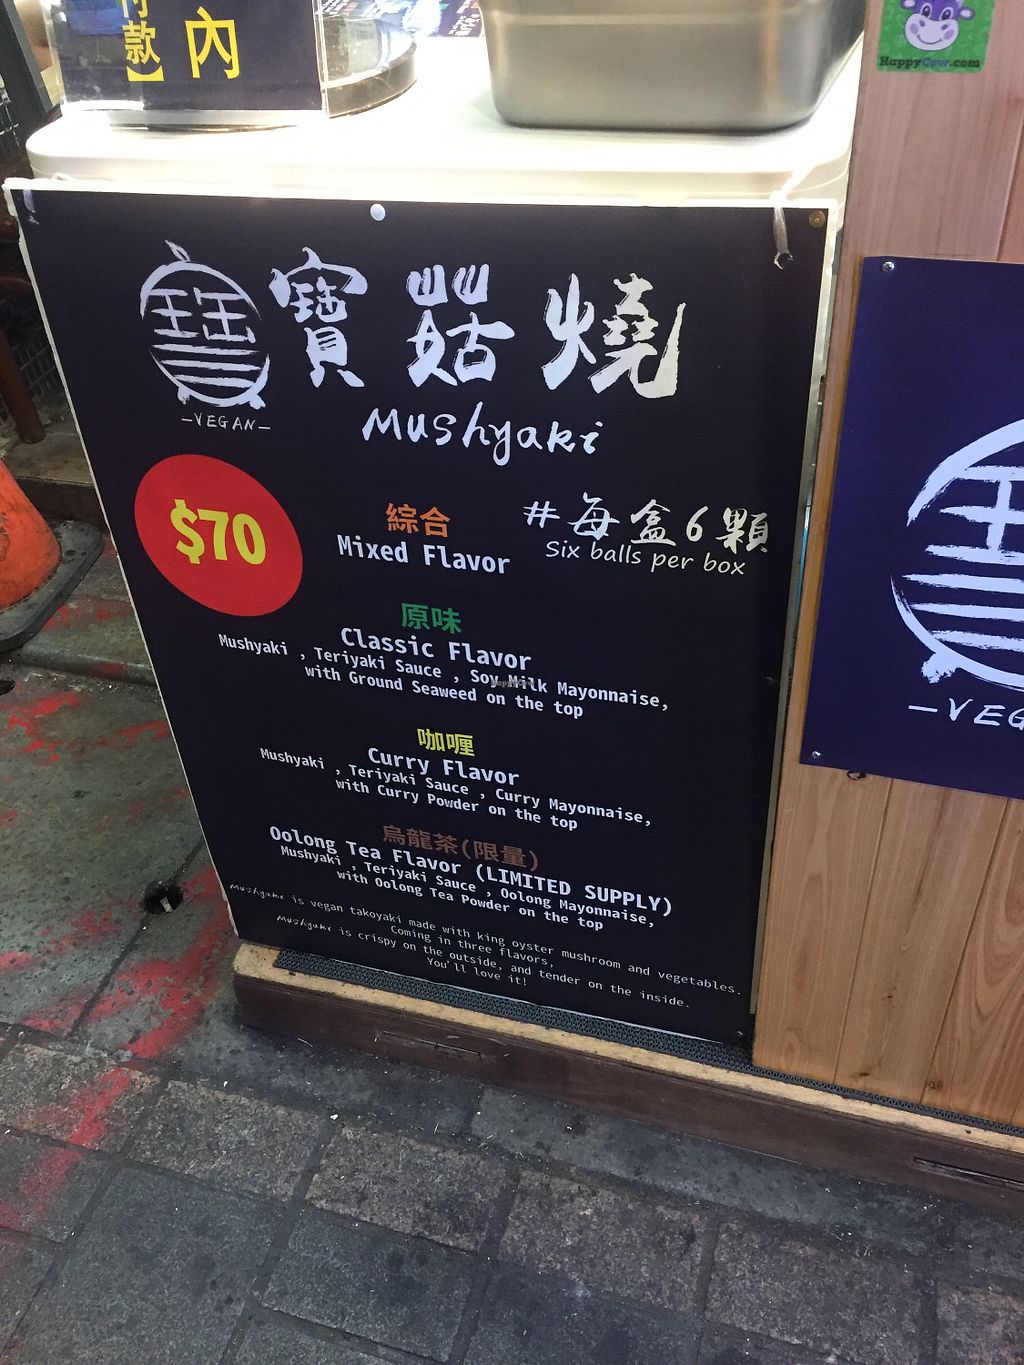 付款】
內
HappyCow.com
寶菇燒
—VEGAN—
Mushyaki
$70
綜合
Mixed Flavor
#每盒6顆
Six balls per box
原味
Classic Flavor
Mushyaki , Teriyaki Sauce , Soy Milk Mayonnaise,
with Ground Seaweed on the top
咖喱
Curry Flavor
Mushyaki , Teriyaki Sauce , Curry Mayonnaise,
with Curry Powder on the top
烏龍茶(限量)
Oolong Tea Flavor (LIMITED SUPPLY)
Mushyaki , Teriyaki Sauce , Oolong Mayonnaise,
with Oolong Tea Powder on the top
is vegan takoyaki made with king oyster mushroom and vegetables.
Coming in three flavors,
is crispy on the outside, and tender on the inside.
You'll love it!
—VEG